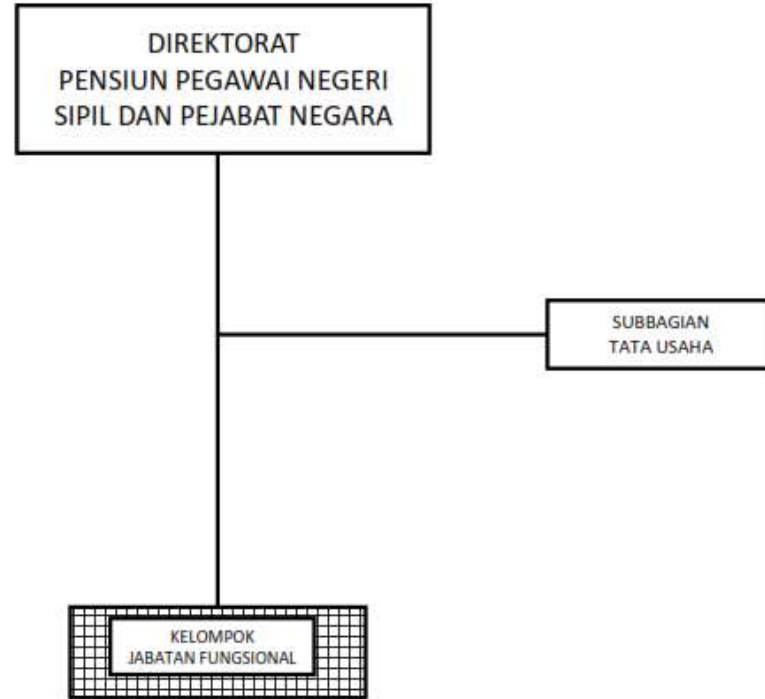 DIREKTORAT
PENSIUN PEGAWAI NEGERI
SIPIL DAN PEJABAT NEGARA
SUBBAGIAN
TATA USAHA
KELOMPOK
JABATAN FUNGSIONAL